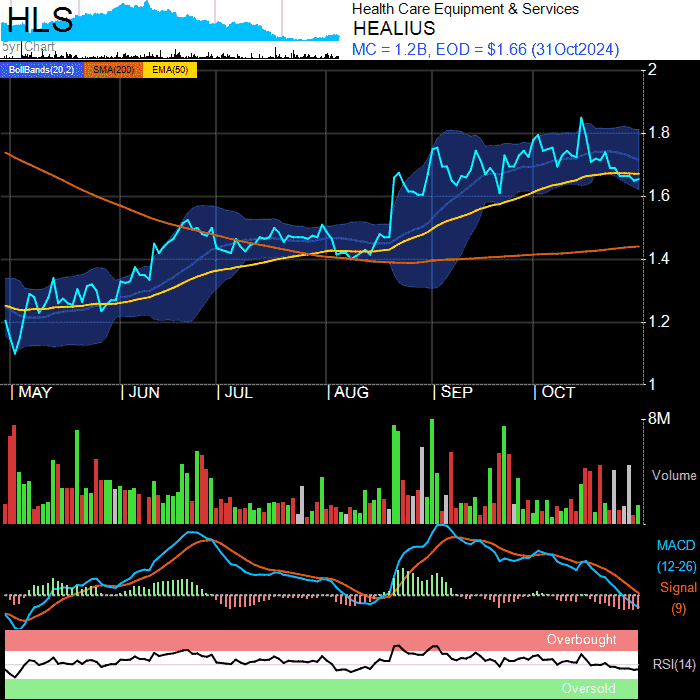 HLS
5yr Chart
Health Care Equipment & Services
HEALIUS
MC = 1.2B, EOD = $1.66 (31Oct2024)
BollBands(20,2) SMA(200) EMA(50)
2
1.8
1.6
1.4
1.2
1
MAY JUN JUL AUG SEP OCT
8M
Volume
MACD
(12-26)
Signal
(9)
Overbought
RSI(14)
Oversold